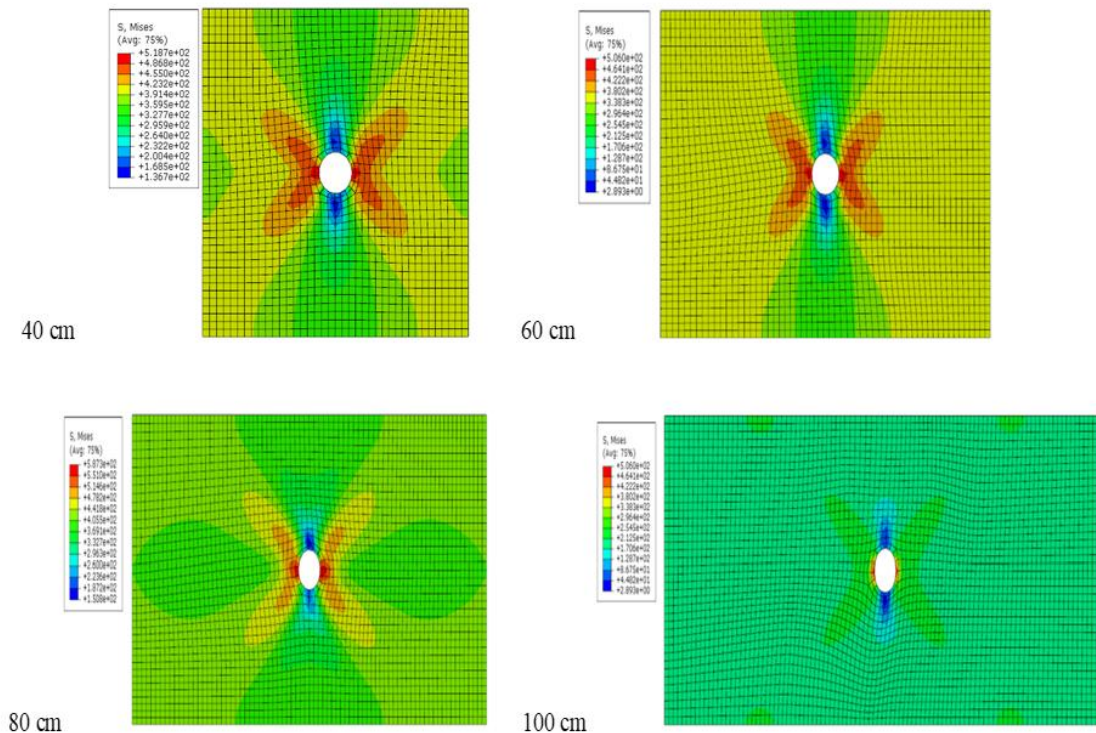 S, Mises
(Avg: 75%)
+5.187e+02
+4.868e+02
+4.550e+02
+4.232e+02
+3.914e+02
+3.595e+02
+3.277e+02
+2.959e+02
+2.640e+02
+2.322e+02
+2.004e+02
+1.685e+02
+1.367e+02
40 cm
S, Mises
(Avg: 75%)
+5.060e+02
+4.641e+02
+4.222e+02
+3.802e+02
+3.383e+02
+2.964e+02
+2.545e+02
+2.125e+02
+1.706e+02
+1.287e+02
+8.675e+01
+4.482e+01
+2.893e+00
60 cm
S, Mises
(Avg: 75%)
+5.873e+02
+5.510e+02
+5.146e+02
+4.782e+02
+4.418e+02
+4.055e+02
+3.691e+02
+3.327e+02
+2.963e+02
+2.600e+02
+2.236e+02
+1.872e+02
+1.508e+02
80 cm
S, Mises
(Avg: 75%)
+5.060e+02
+4.641e+02
+4.222e+02
+3.802e+02
+3.383e+02
+2.964e+02
+2.545e+02
+2.125e+02
+1.706e+02
+1.287e+02
+8.675e+01
+4.482e+01
+2.893e+00
100 cm